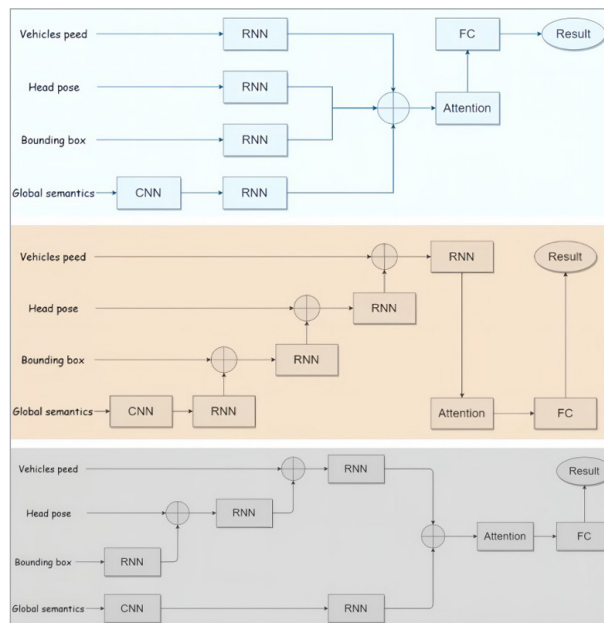 Vehicles peed
RNN
FC
Result
Head pose
RNN
Attention
Bounding box
RNN
Global semantics
CNN
RNN
Vehicles peed
RNN
Result
Head pose
RNN
Bounding box
RNN
Global semantics
CNN
RNN
Attention
FC
Vehicles peed
RNN
Result
Head pose
RNN
Attention
FC
Bounding box
RNN
Global semantics
CNN
RNN